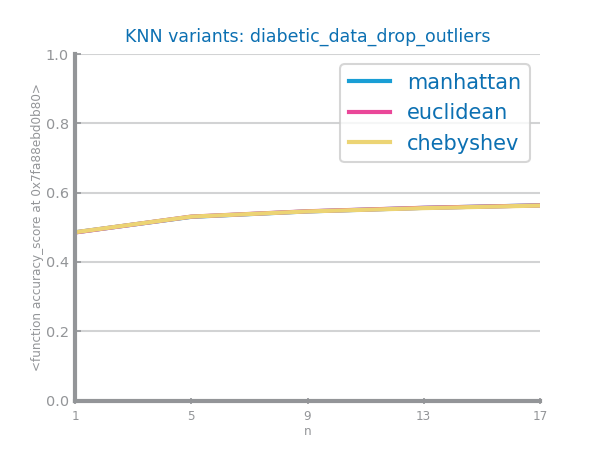 KNN variants: diabetic_data_drop_outliers
<function accuracy_score at 0x7fa88ebd0b80>
1.0
0.8
0.6
0.4
0.2
0.0
manhattan
euclidean
chebyshev
1 5 9 13 17
n